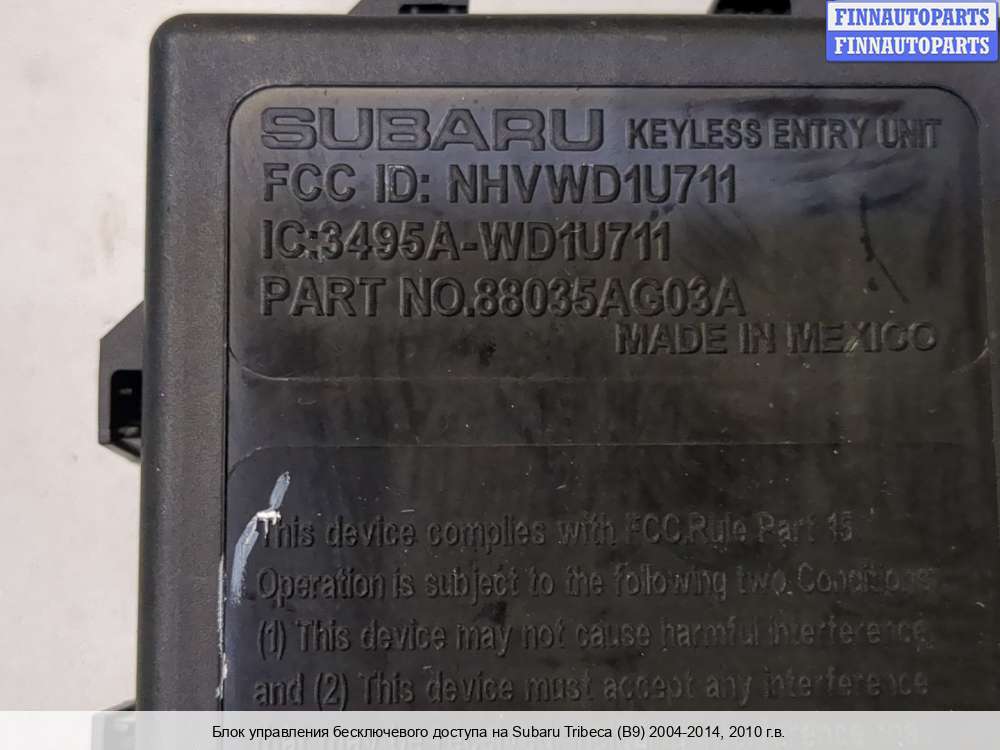 FINNAUTOPARTS
FINNAUTOPARTS
SUBARU KEYLESS ENTRY UNIT
FCC ID: NHVWD1U711
IC:3495A-WD1U711
PART NO.88035AG03A
MADE IN MEXICO
This device complies with FCC Rule Part 15
Operation is subject to the following two Conditions
(1) This device may not cause harmful interference,
and (2) This device must accept any interference
Блок управления бесключевого доступа на Subaru Tribeca (B9) 2004-2014, 2010 г.в.